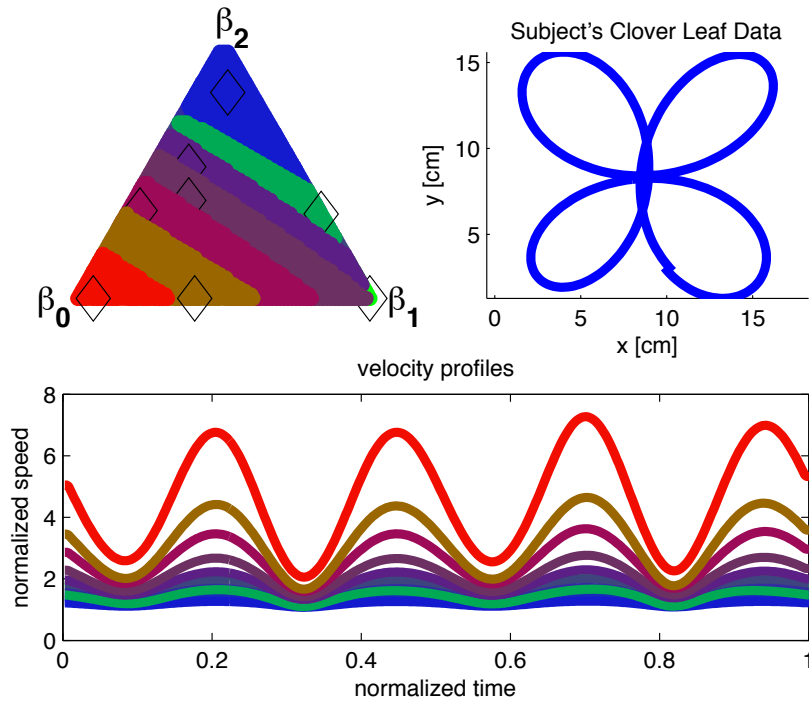 β2
β0
β1
Subject's Clover Leaf Data
15
10
5
y [cm]
0
5
10
15
x [cm]
velocity profiles
8
6
4
2
0
normalized speed
0
0.2
0.4
0.6
0.8
1
normalized time